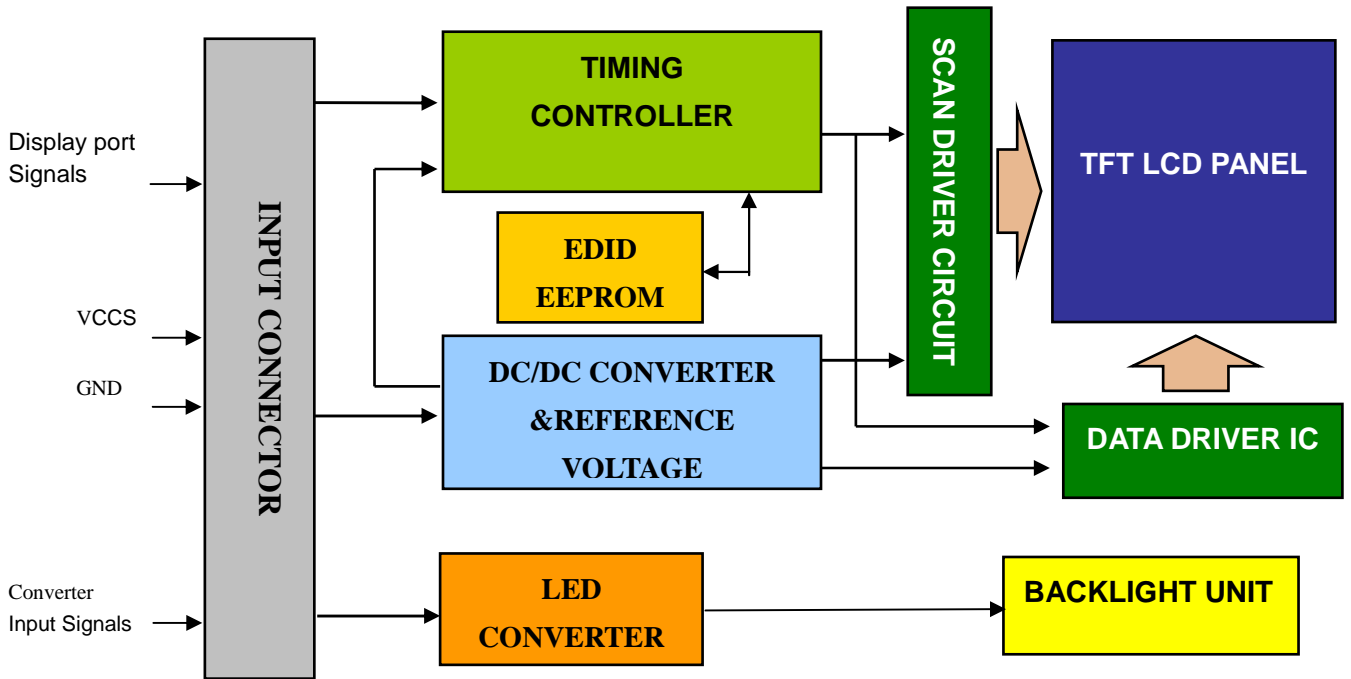 Display port
Signals
VCCS
GND
Converter
Input Signals
INPUT CONNECTOR
TIMING
CONTROLLER
EDID
EEPROM
DC/DC CONVERTER
&REFERENCE
VOLTAGE
LED
CONVERTER
SCAN DRIVER CIRCUIT
TFT LCD PANEL
DATA DRIVER IC
BACKLIGHT UNIT